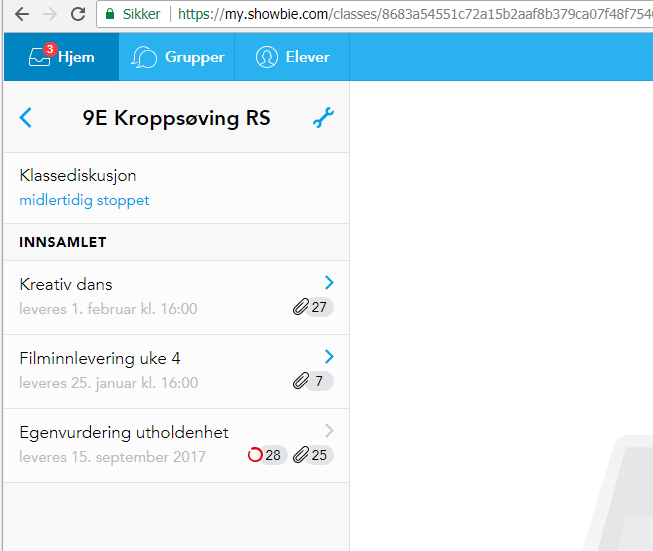 Sikker https://my.showbie.com/classes/8683a54551c72a15b2aaf8b379ca07f48f754
3 Hjem Grupper Elever
9E Kroppsøving RS
Klassediskusjon
midlertidig stoppet
INNSAMLET
Kreativ dans
leveres 1. februar kl. 16:00 27
Filminnlevering uke 4
leveres 25. januar kl. 16:00 7
Egenvurdering utholdenhet
leveres 15. september 2017 28 25